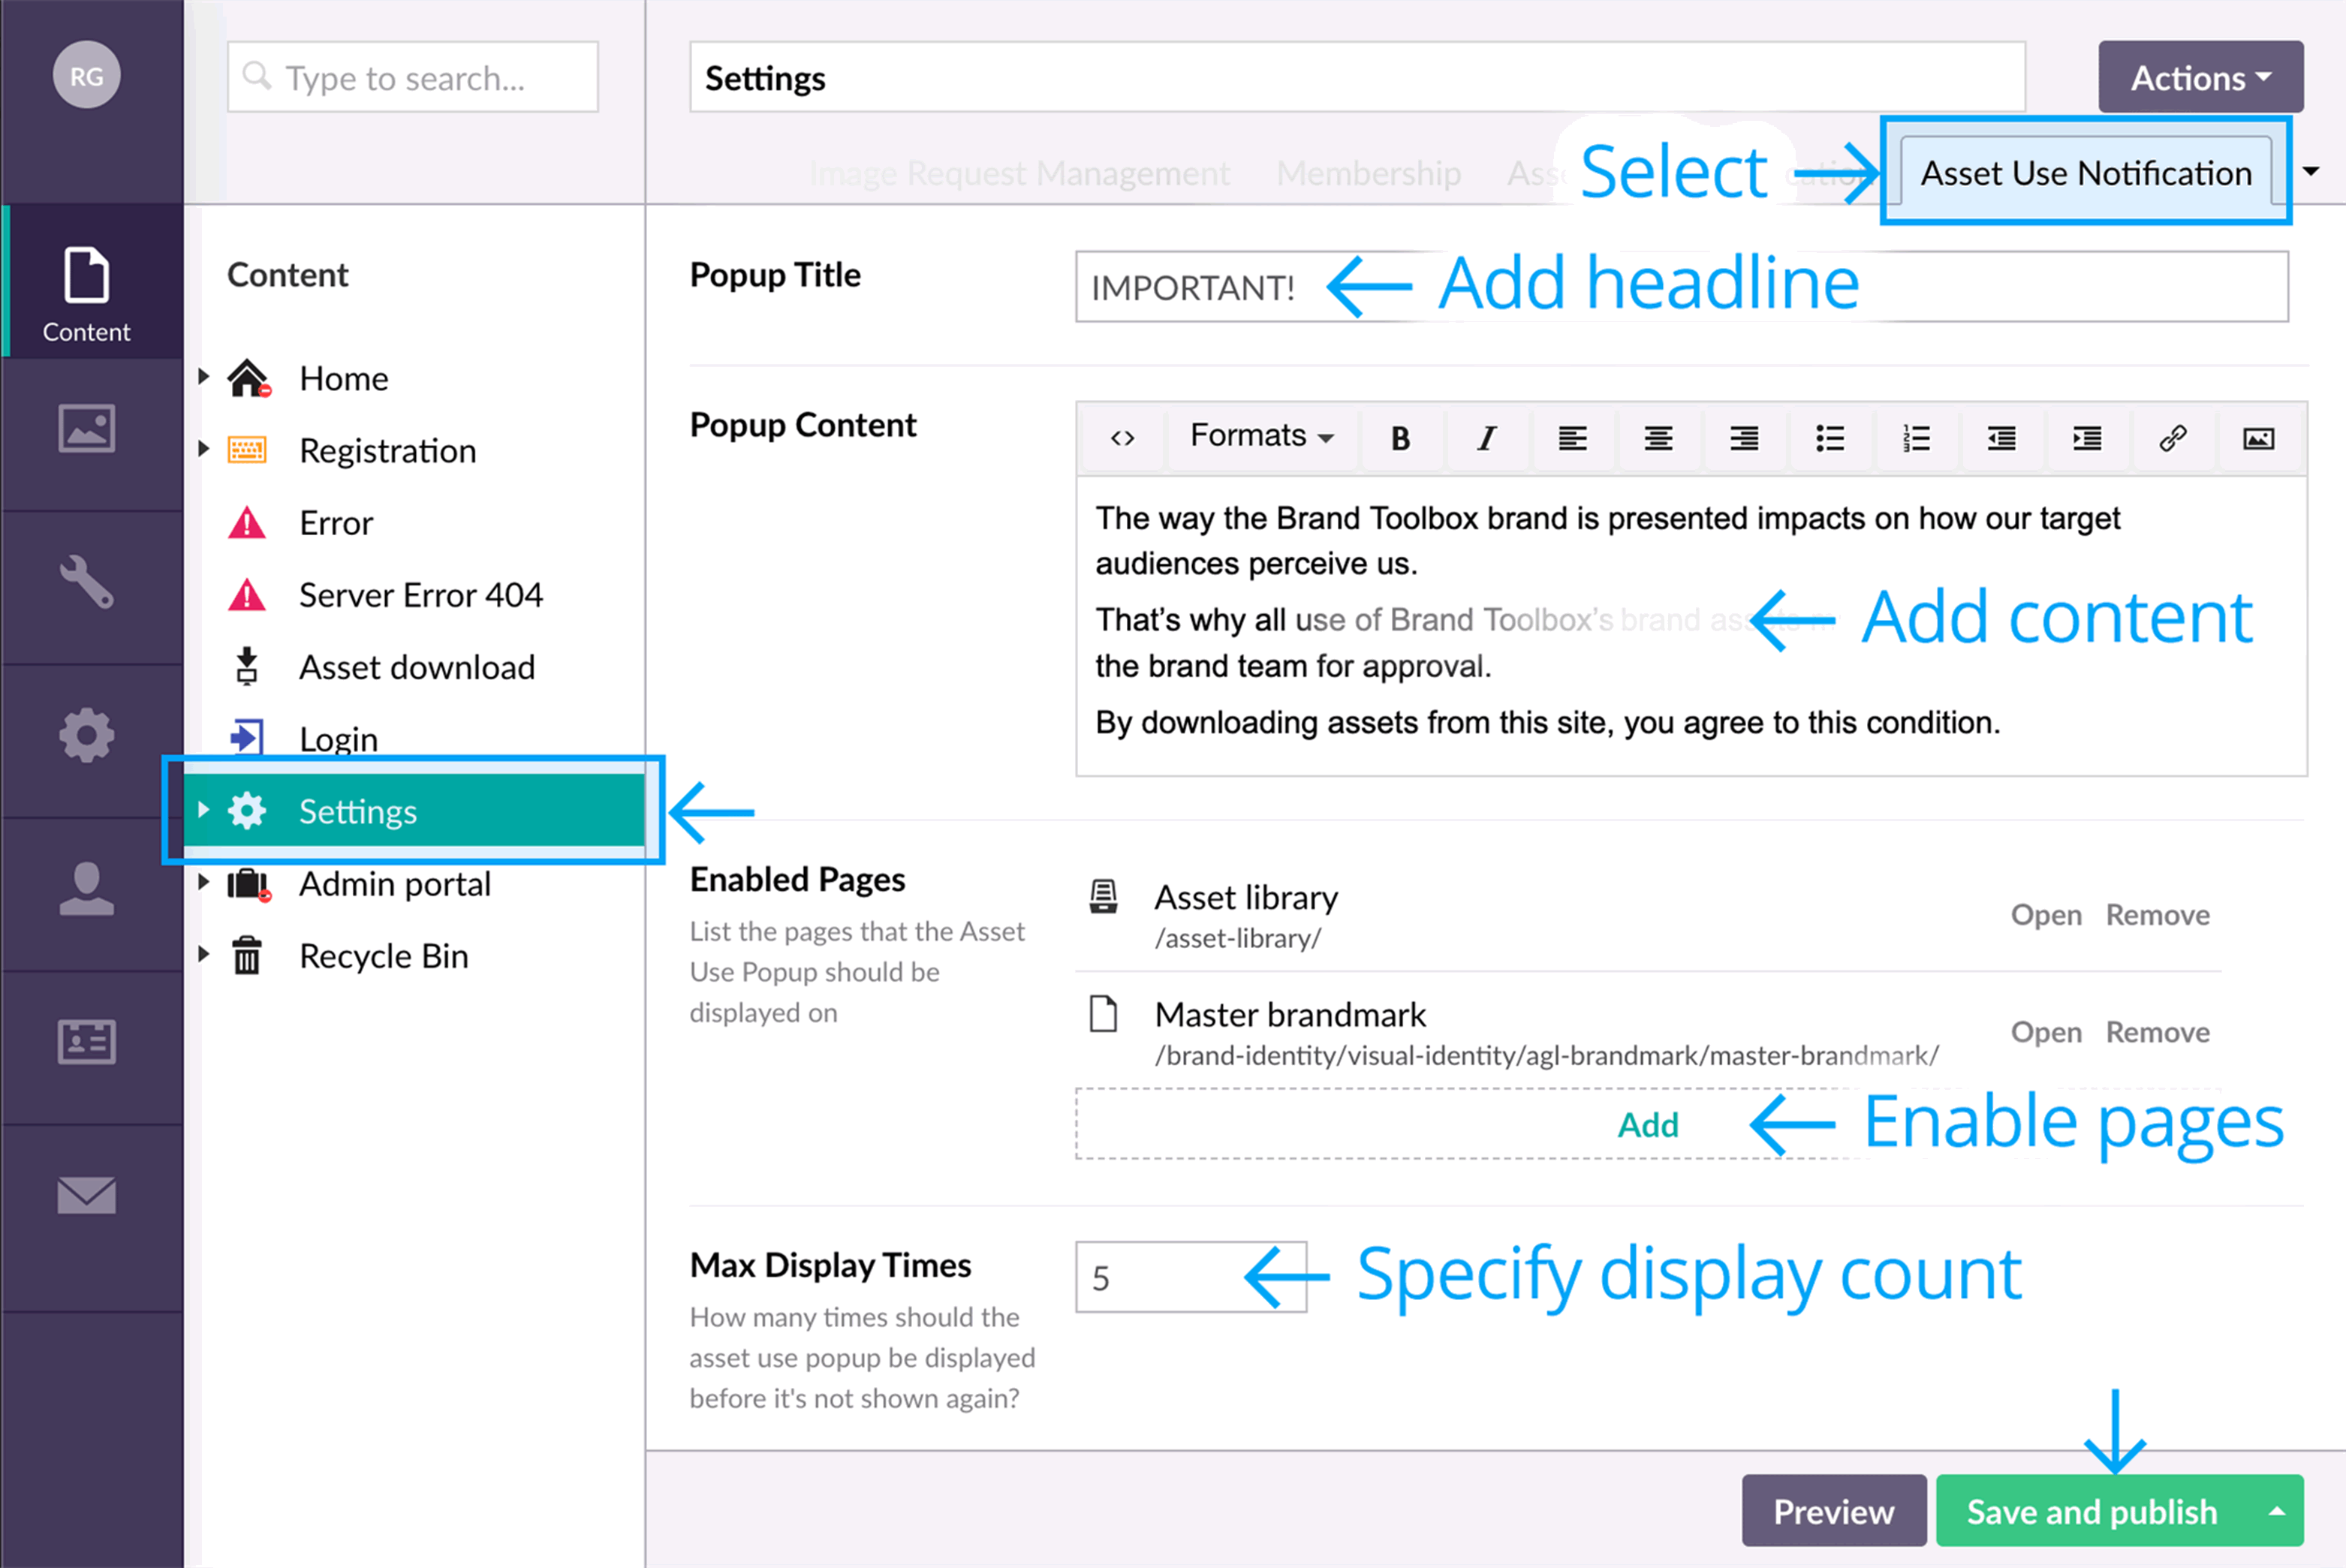 RG
Type to search...
Settings
Actions
Image Request Management Membership
Select
Asset Use Notification
Content
Content
Home
Registration
Error
Server Error 404
Asset download
Login
Settings
Admin portal
Recycle Bin
Popup Title
IMPORTANT!
Add headline
Popup Content
Formats
B I
The way the Brand Toolbox brand is presented impacts on how our target
audiences perceive us.
That’s why all use of Brand Toolbox’s brand
the brand team for approval.
Add content
By downloading assets from this site, you agree to this condition.
Enabled Pages
List the pages that the Asset
Use Popup should be
displayed on
Asset library
/asset-library/
Open Remove
Master brandmark
/brand-identity/visual-identity/agl-brandmark/master-brandmark/
Open Remove
Add
Enable pages
Max Display Times
How many times should the
asset use popup be displayed
before it's not shown again?
5
Specify display count
Preview
Save and publish